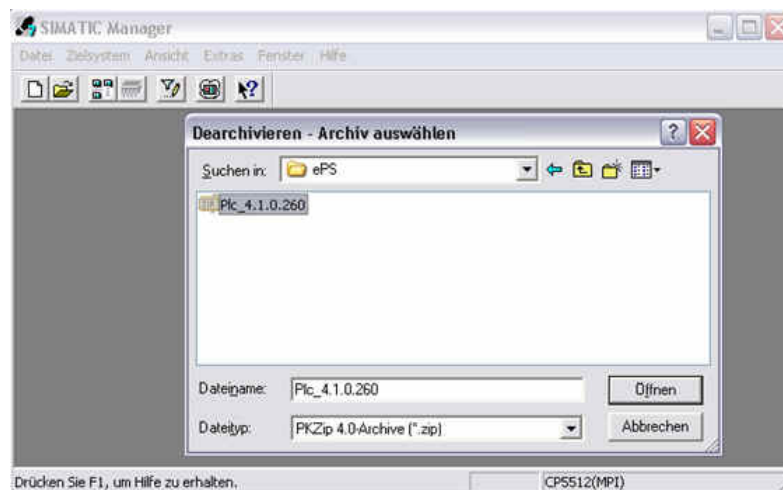 SIMATIC Manager
Datei Zielsystem Ansicht Extras Fenster Hilfe
Dearchivieren - Archiv auswählen
Suchen in: ePS
Plc_4.1.0.260
Dateiname: Plc_4.1.0.260 Öffnen
Dateityp: PKZip 4.0-Archive (*.zip) Abbrechen
Drücken Sie F1, um Hilfe zu erhalten. CP5512(MPI)